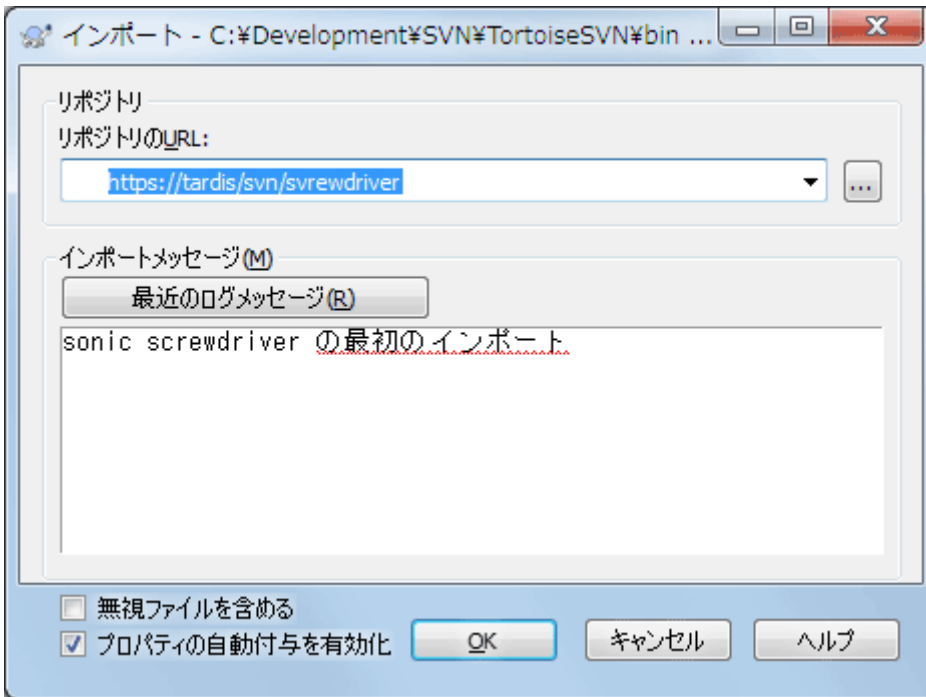 インポート - C:¥Development¥SVN¥TortoiseSVN¥bin ...
リポジトリ
リポジトリのURL:
https://tardis/svn/svrewdriver
...
インポートメッセージ(M)
最近のログメッセージ(R)
sonic screwdriver の最初のインポート
無視ファイルを含める
プロパティの自動付与を有効化
OK
キャンセル
ヘルプ